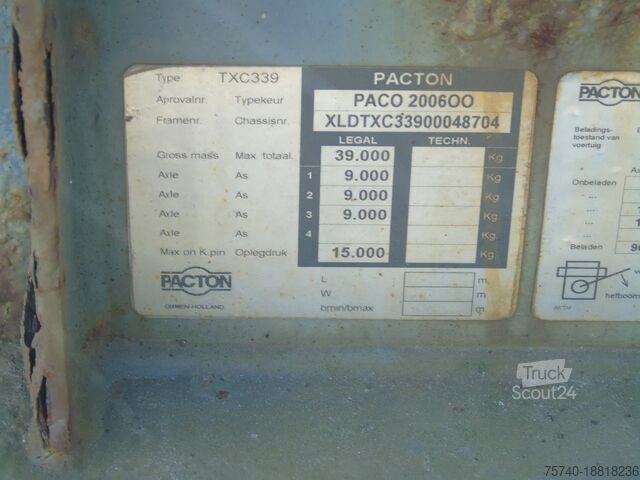 Type: TXC339 PACTON
Aprovalnr. Typekeur PACO 2006OO
Framenr. Chassisnr. XLDTXC33900048704
LEGAL TECHN.
Gross mass Max. totaal. 39.000 Kg
Axle As 1 9.000 Kg
Axle As 2 9.000 Kg
Axle As 3 9.000 Kg
Axle As 4 Kg
Max on K.pin Oplegdruk 15.000 Kg
PACTON
OMMEN-HOLLAND
L m
W m
bmin/bmax m
PACTON
Beladings-
toestand van
voertuig
Onbeladen
....
....
....
Beladen
hefboom
Truck
Scout24
75740-18818236